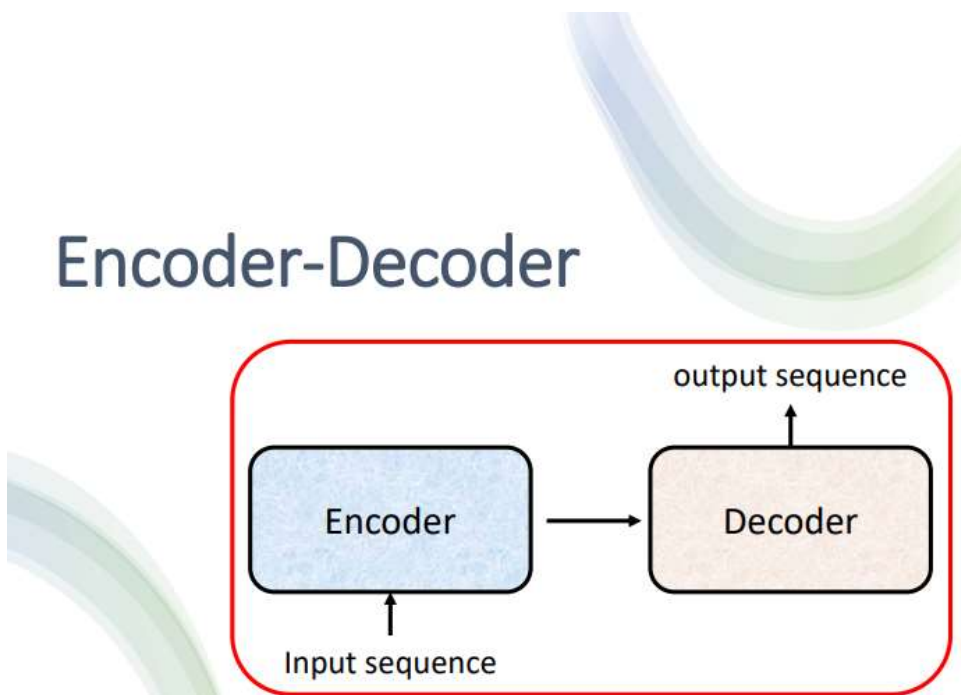 Encoder-Decoder
output sequence
Encoder
Decoder
Input sequence